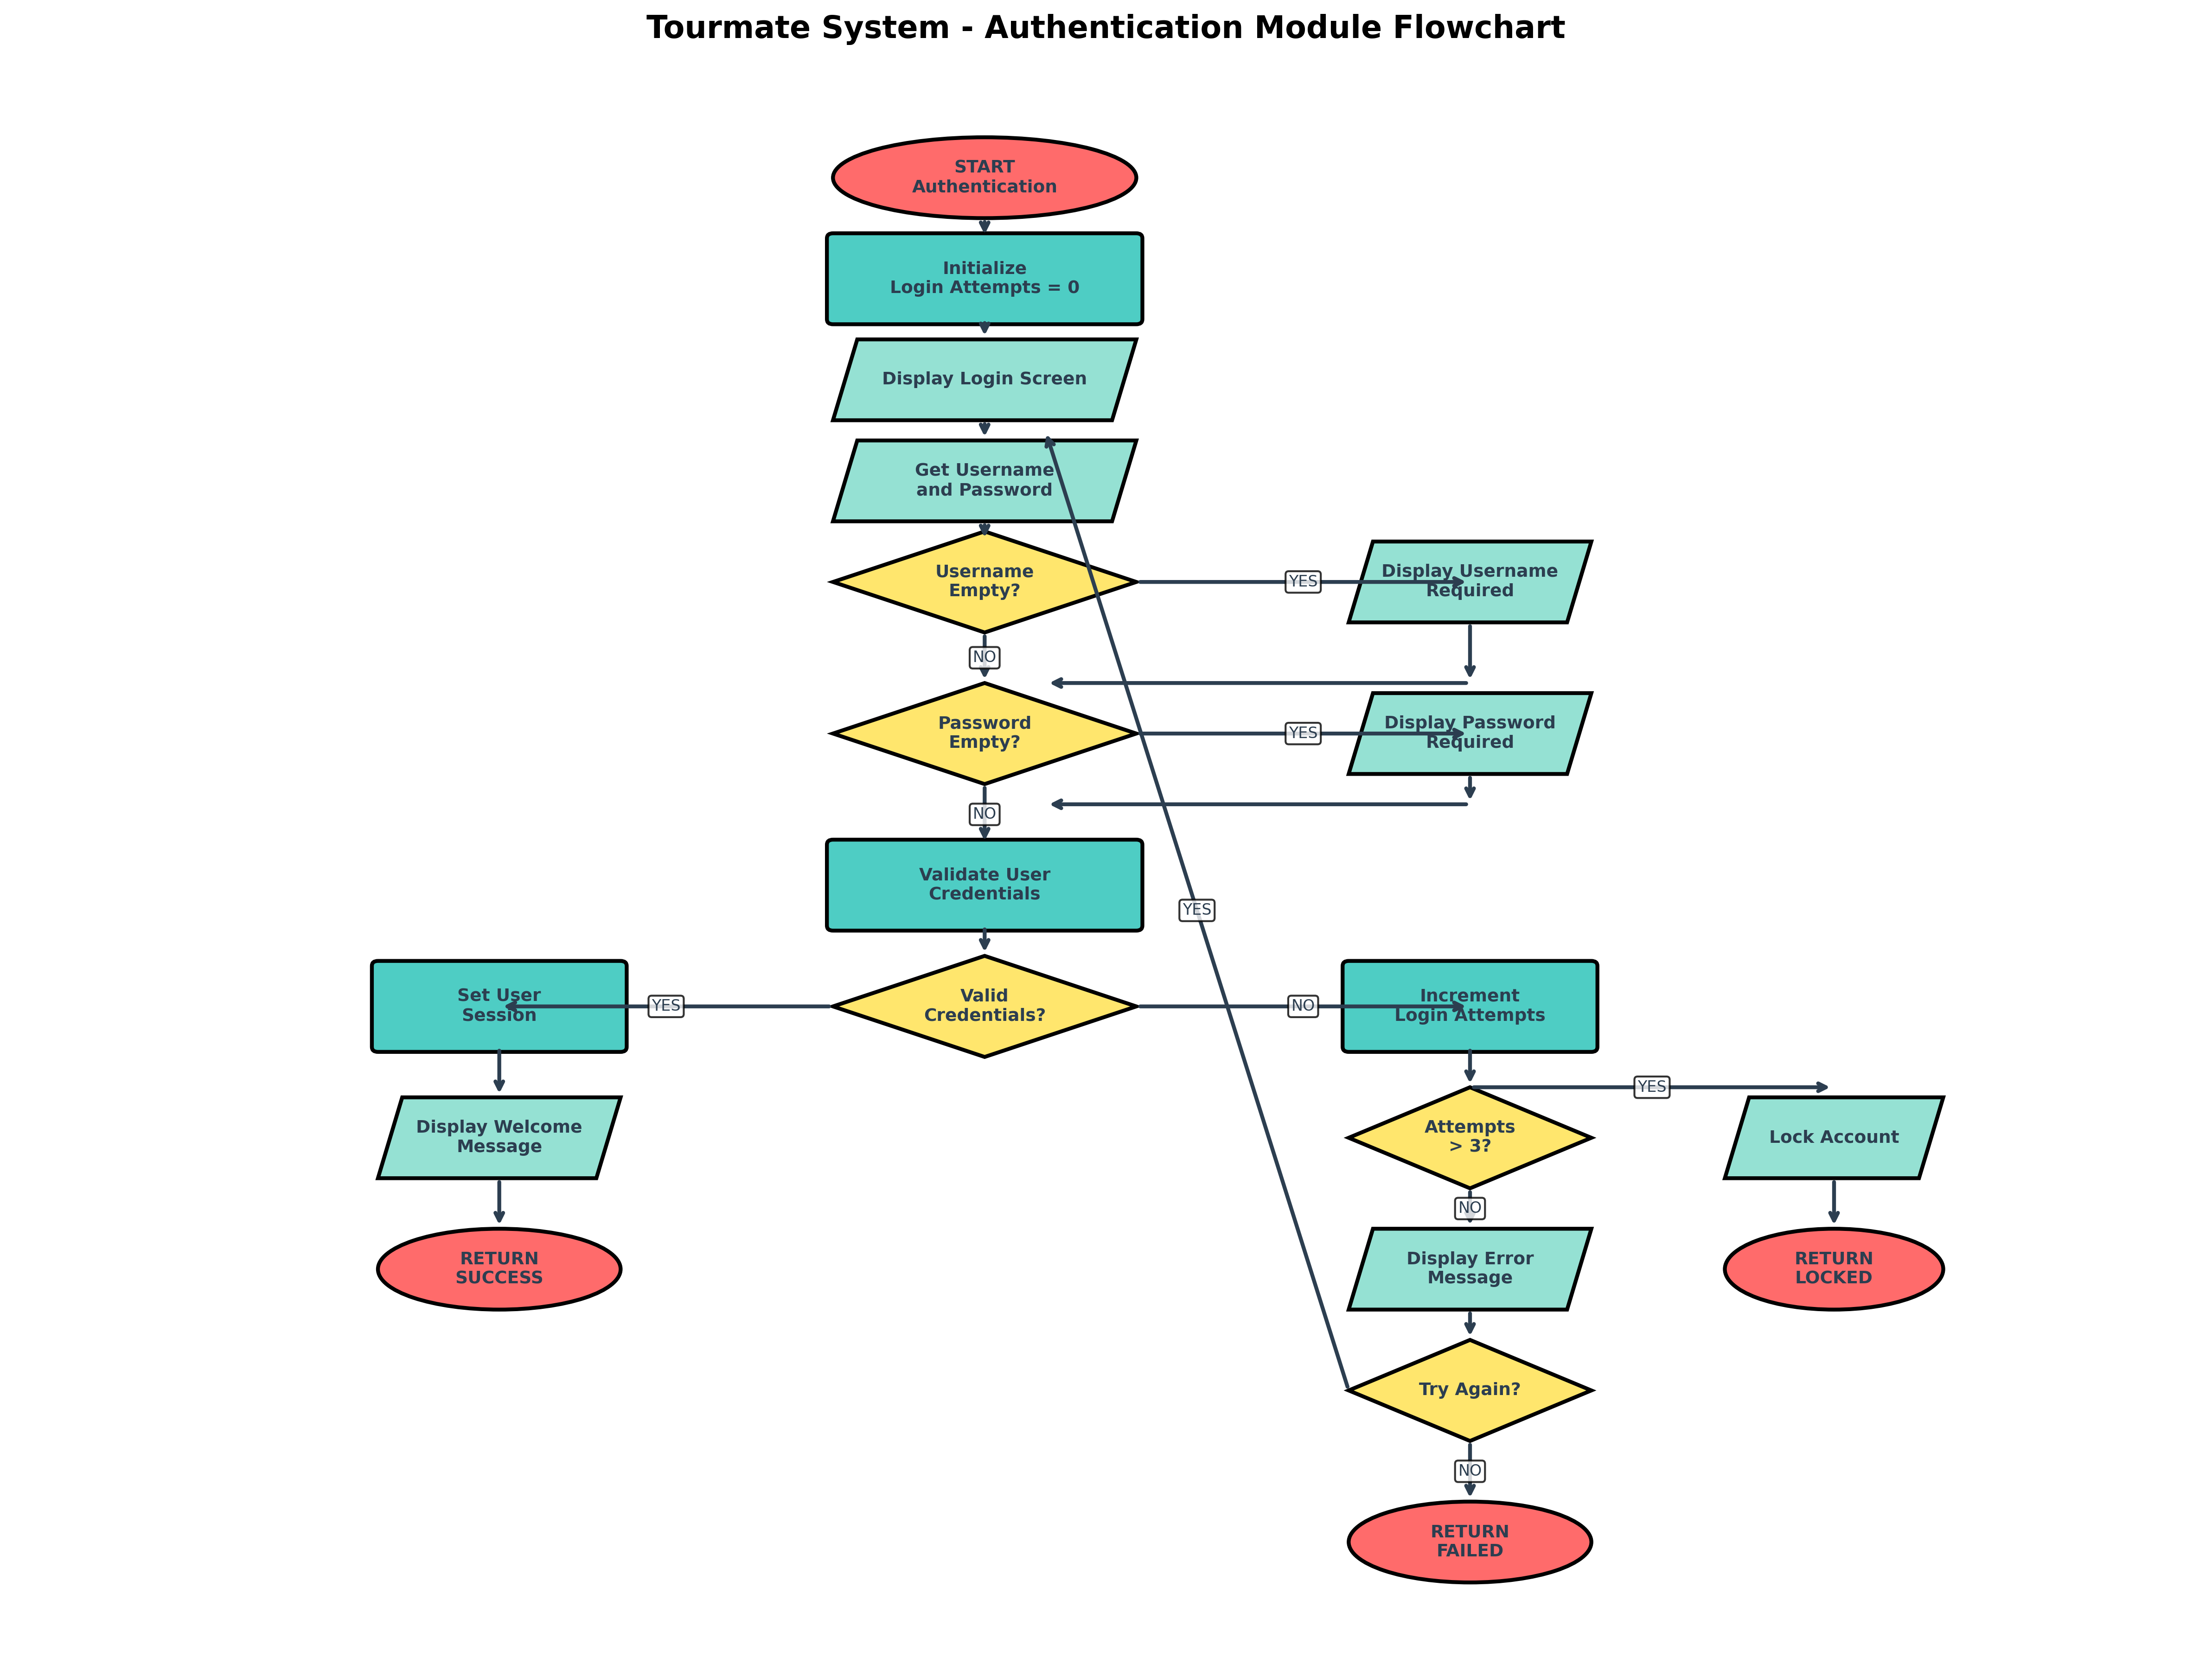 Tourmate System - Authentication Module Flowchart
START
Authentication
Initialize
Login Attempts = 0
Display Login Screen
Get Username
and Password
Username
Empty?
YES
Display Username
Required
NO
Password
Empty?
YES
Display Password
Required
NO
Validate User
Credentials
YES
Set User
Session
YES
Valid
Credentials?
NO
Increment
Login Attempts
YES
Display Welcome
Message
Attempts
> 3?
Lock Account
NO
RETURN
SUCCESS
Display Error
Message
RETURN
LOCKED
Try Again?
NO
RETURN
FAILED